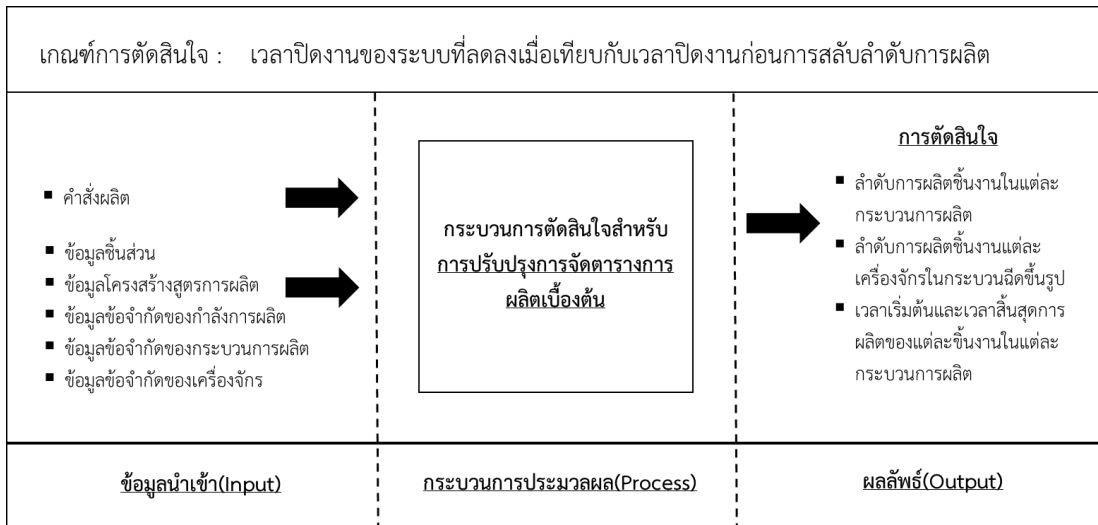 เกณฑ์การตัดสินใจ : เวลาปิดงานของระบบที่ลดลงเมื่อเทียบกับเวลาปิดงานก่อนการสลับลำดับการผลิต
▪ คำสั่งผลิต
▪ ข้อมูลชิ้นส่วน
▪ ข้อมูลโครงสร้างสูตรการผลิต
▪ ข้อมูลข้อจำกัดของกำลังการผลิต
▪ ข้อมูลข้อจำกัดของกระบวนการผลิต
▪ ข้อมูลข้อจำกัดของเครื่องจักร
กระบวนการตัดสินใจสำหรับ
การปรับปรุงการจัดตารางการ
ผลิตเบื้องต้น
การตัดสินใจ
▪ ลำดับการผลิตชิ้นงานในแต่ละ
กระบวนการผลิต
▪ ลำดับการผลิตชิ้นงานแต่ละ
เครื่องจักรในกระบวนฉีดขึ้นรูป
▪ เวลาเริ่มต้นและเวลาสิ้นสุดการ
ผลิตของแต่ละขิ้นงานในแต่ละ
กระบวนการผลิต
ข้อมูลนำเข้า(Input)
กระบวนการประมวลผล(Process)
ผลลัพธ์(Output)